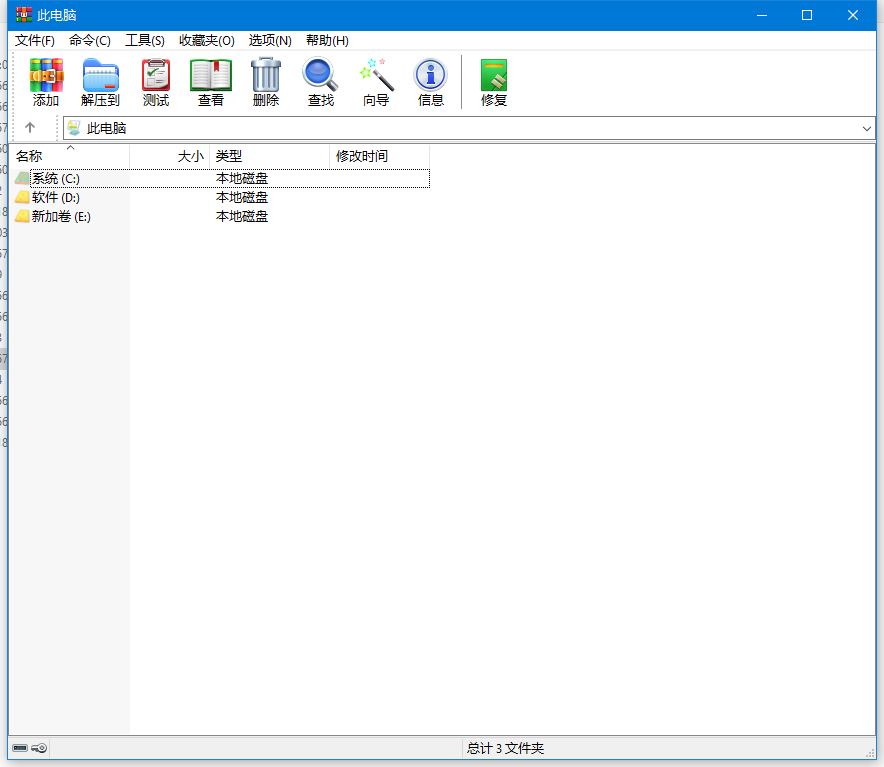 此电脑
文件(F) 命令(C) 工具(S) 收藏夹(O) 选项(N) 帮助(H)
添加 解压到 测试 查看 删除 查找 向导 信息 修复
此电脑
名称 大小 类型 修改时间
系统 (C:) 本地磁盘
软件 (D:) 本地磁盘
新加卷 (E:) 本地磁盘
总计 3 文件夹